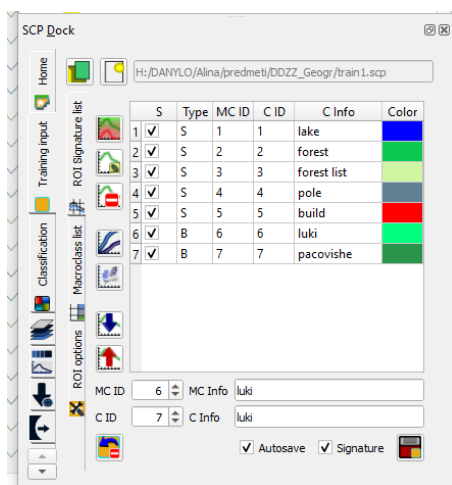 SCP Dock
Home
Training input
Classification
ROI Signature list
Macroclass list
ROI options
H:/DANYLO/Alina/predmeti/DDZZ_Geogr/train1.scp
S Type MC ID C ID C Info Color
1 S 1 1 lake
2 S 2 2 forest
3 S 3 3 forest list
4 S 4 4 pole
5 S 5 5 build
6 B 6 6 luki
7 B 7 7 pacovishe
MC ID 6 MC Info luki
C ID 7 C Info luki
Autosave Signature